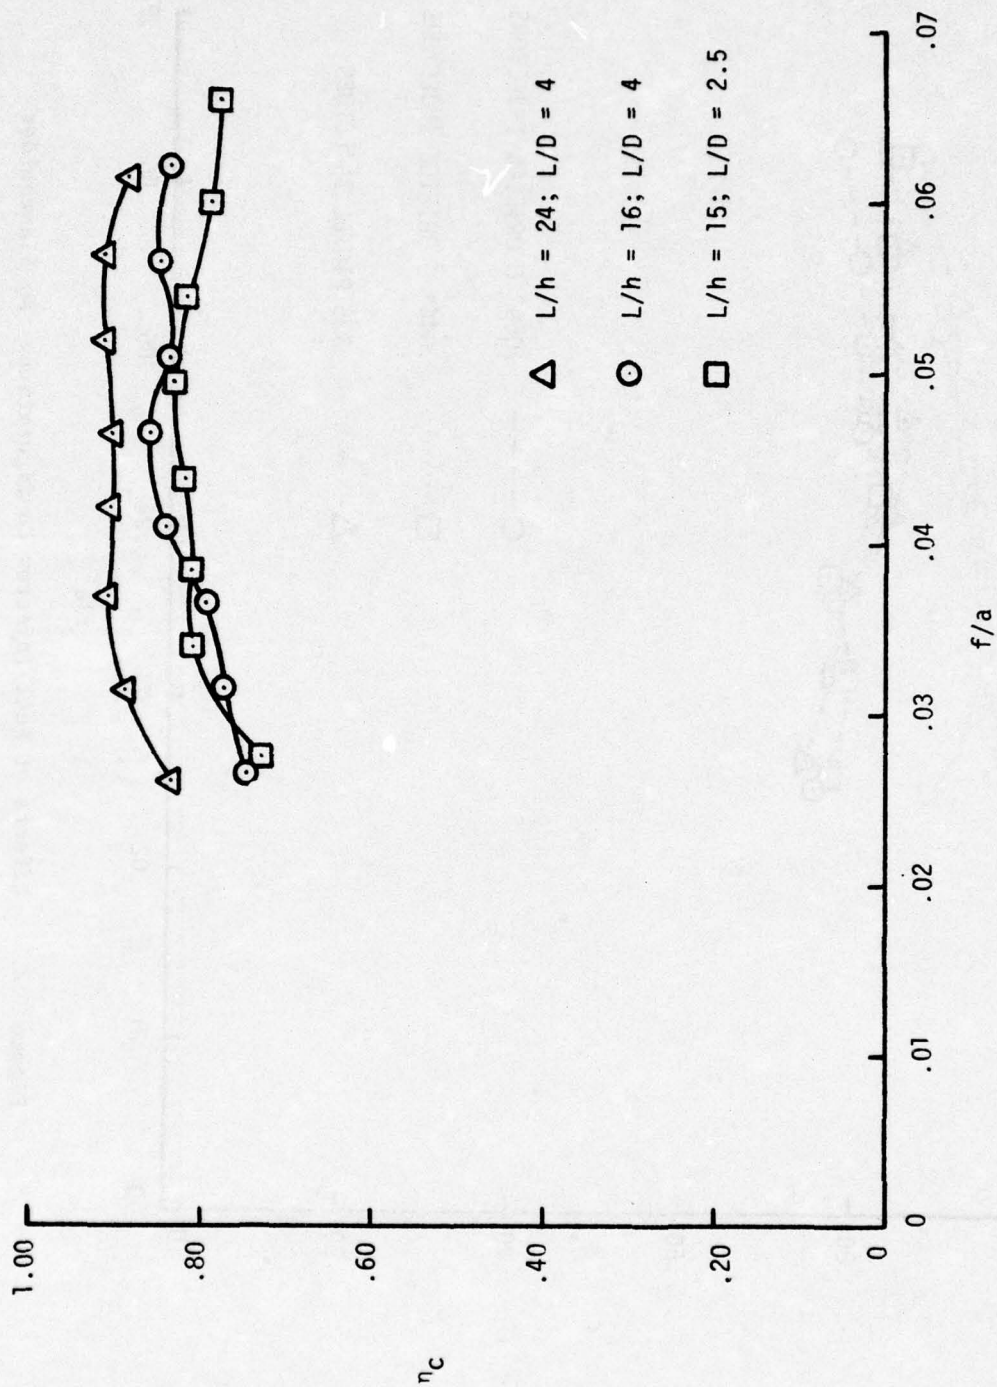 1.00
.80
.60
.40
.20
0
ηc
△ L/h = 24; L/D = 4
○ L/h = 16; L/D = 4
□ L/h = 15; L/D = 2.5
0
.01
.02
.03
.04
.05
.06
.07
f/a